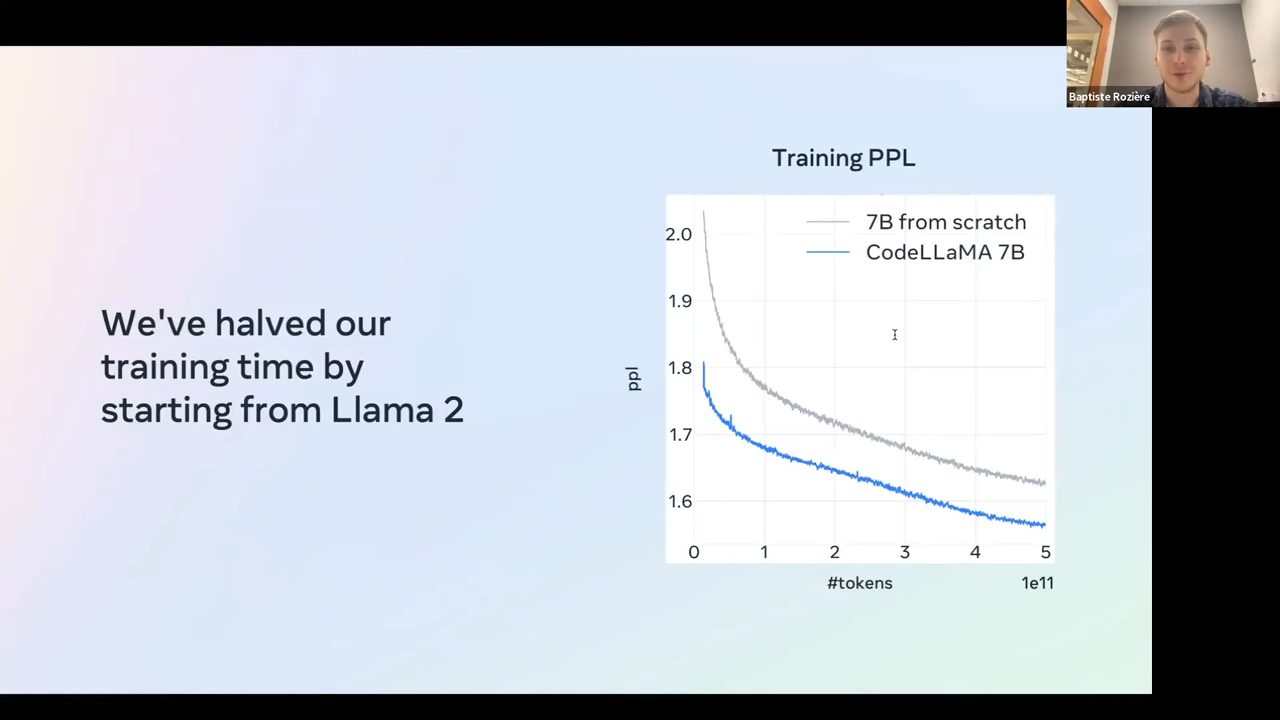 Baptiste Rozière
Training PPL
We've halved our
training time by
starting from Llama 2
7B from scratch
CodeLLaMA 7B
ppl
2.0
1.9
1.8
1.7
1.6
0 1 2 3 4 5
#tokens
1e11